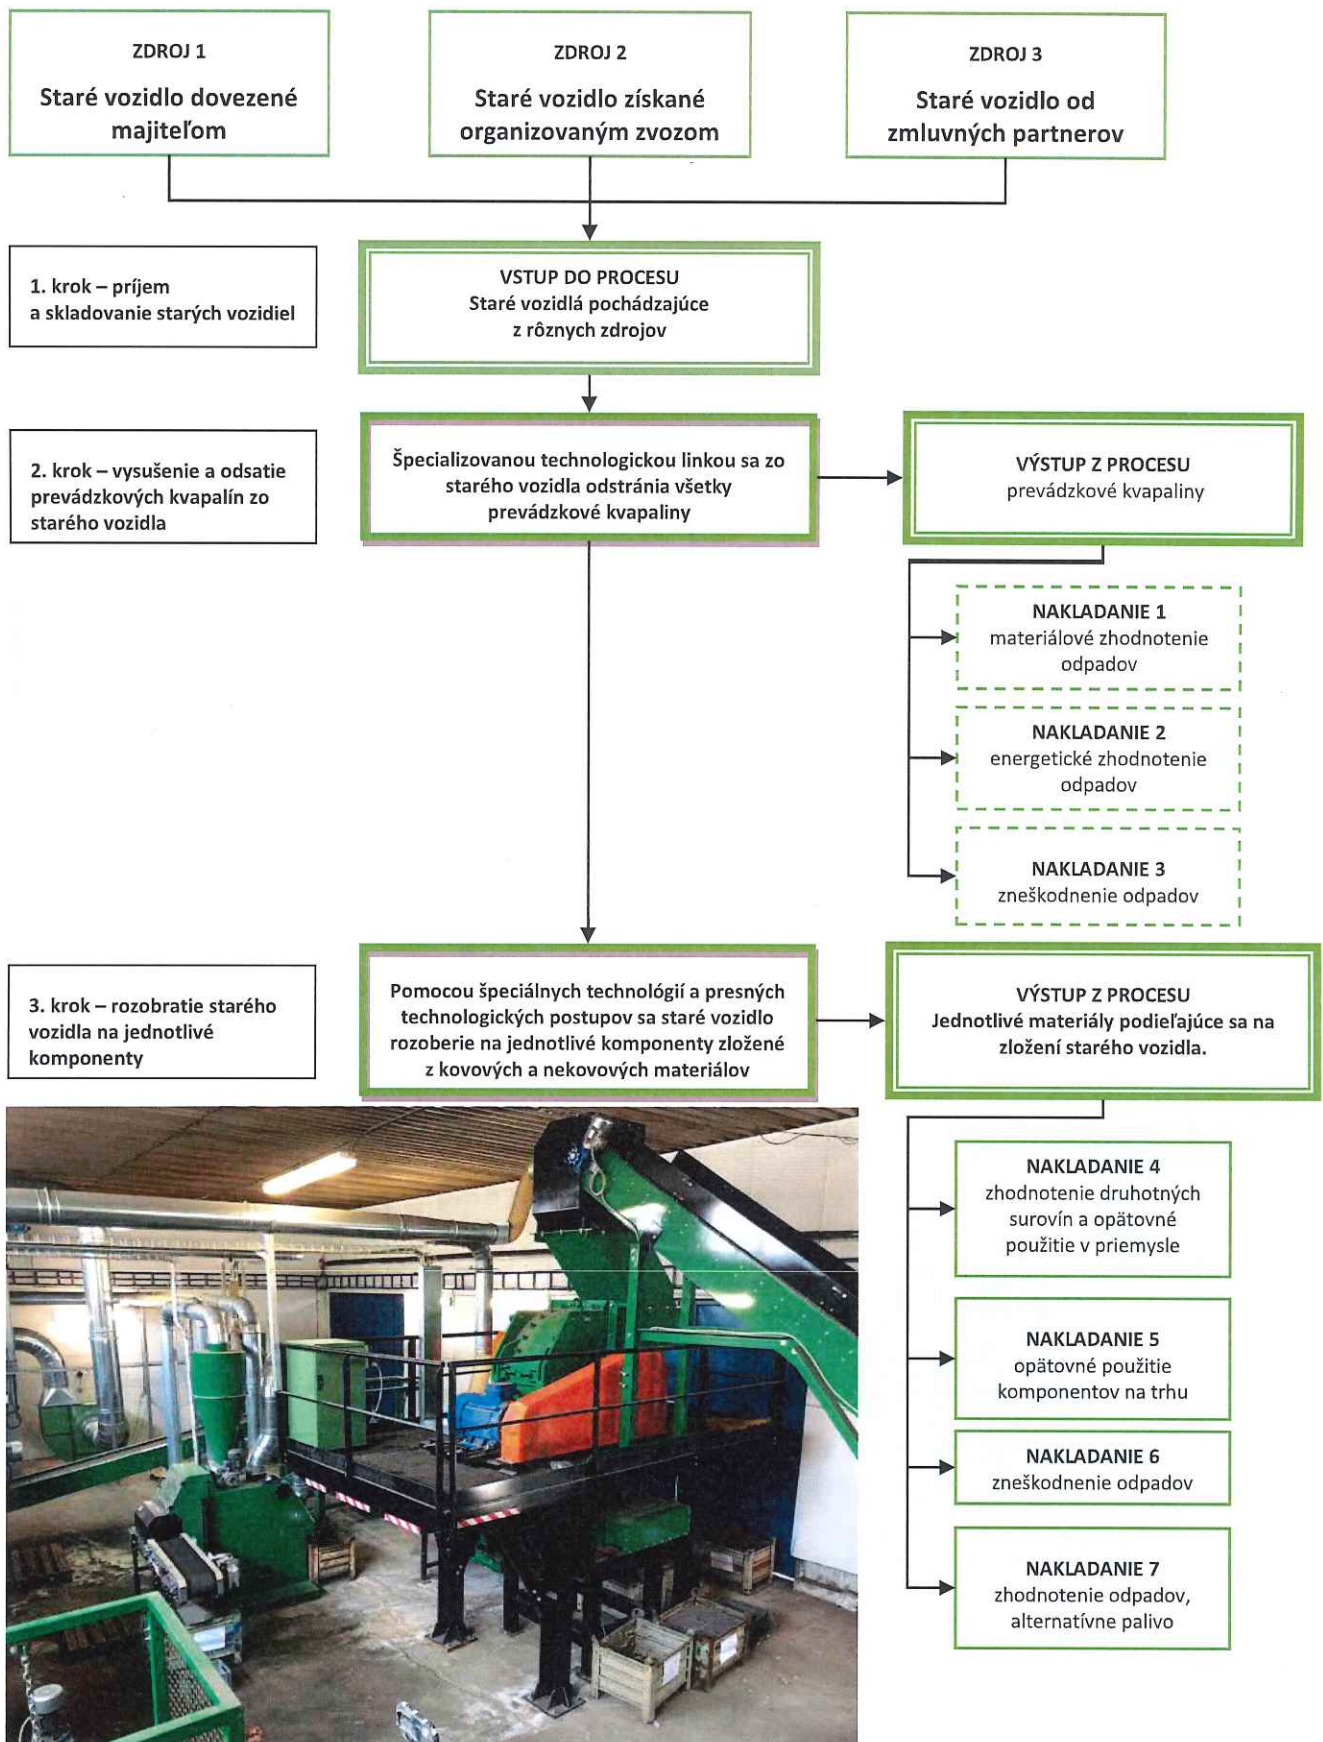 ZDROJ 1
Staré vozidlo dovezené
majiteľom
ZDROJ 2
Staré vozidlo získané
organizovaným zvozom
ZDROJ 3
Staré vozidlo od
zmluvných partnerov
1. krok – príjem
a skladovanie starých vozidiel
VSTUP DO PROCESU
Staré vozidlá pochádzajúce
z rôznych zdrojov
2. krok – vysušenie a odsatie
prevádzkových kvapalín zo
starého vozidla
Špecializovanou technologickou linkou sa zo
starého vozidla odstránia všetky
prevádzkové kvapaliny
VÝSTUP Z PROCESU
prevádzkové kvapaliny
NAKLADANIE 1
materiálové zhodnotenie
odpadov
NAKLADANIE 2
energetické zhodnotenie
odpadov
NAKLADANIE 3
zneškodnenie odpadov
3. krok – rozobratie starého
vozidla na jednotlivé
komponenty
Pomocou špeciálnych technológií a presných
technologických postupov sa staré vozidlo
rozoberie na jednotlivé komponenty zložené
z kovových a nekovových materiálov
VÝSTUP Z PROCESU
Jednotlivé materiály podieľajúce sa na
zložení starého vozidla.
NAKLADANIE 4
zhodnotenie druhotných
surovín a opätovné
použitie v priemysle
NAKLADANIE 5
opätovné použitie
komponentov na trhu
NAKLADANIE 6
zneškodnenie odpadov
NAKLADANIE 7
zhodnotenie odpadov,
alternatívne palivo